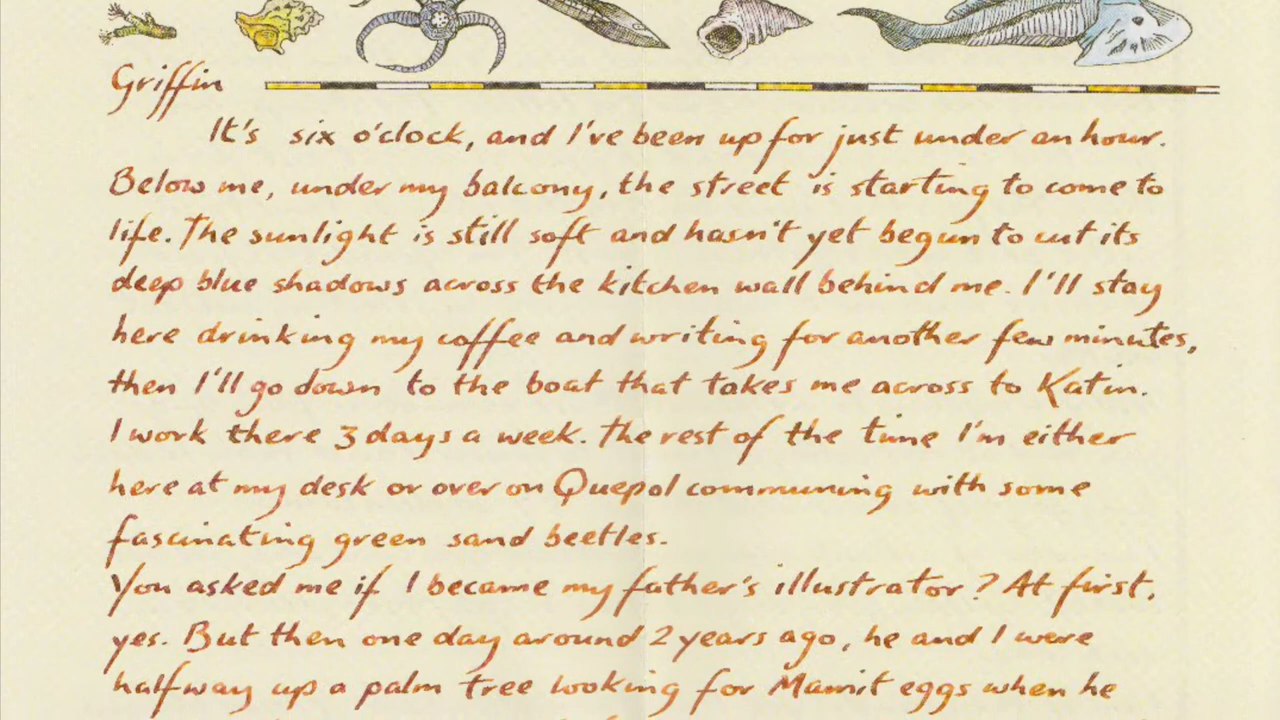 Griffin
It's six o'clock, and I've been up for just under an hour.
Below me, under my balcony, the street is starting to come to
life. The sunlight is still soft and hasn't yet begun to cut its
deep blue shadows across the kitchen wall behind me. I'll stay
here drinking my coffee and writing for another few minutes,
then I'll go down to the boat that takes me across to Katin.
I work there 3 days a week. The rest of the time I'm either
here at my desk or over on Quepol communing with some
fascinating green sand beetles.
You asked me if I became my father's illustrator? At first,
yes. But then one day around 2 years ago, he and I were
halfway up a palm tree looking for Mamit eggs when he